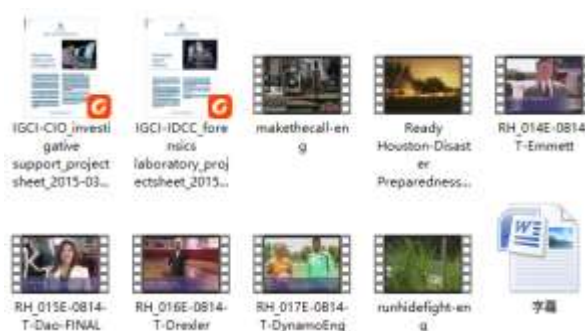 IGCI-CIO_investi
gative
support_project
sheet_2015-03...
IGCI-IDCC_fore
nsics
laboratory_proj
ectsheet_2015...
makethecall-en
g
Ready
Houston-Disast
er
Preparedness...
RH_014E-0814
T-Emmett
RH_015E-0814-
T-Dao-FINAL
RH_016E-0814-
T-Drexler
RH_017E-0814-
T-DynamoEng
runhidefight-en
g
W
字幕